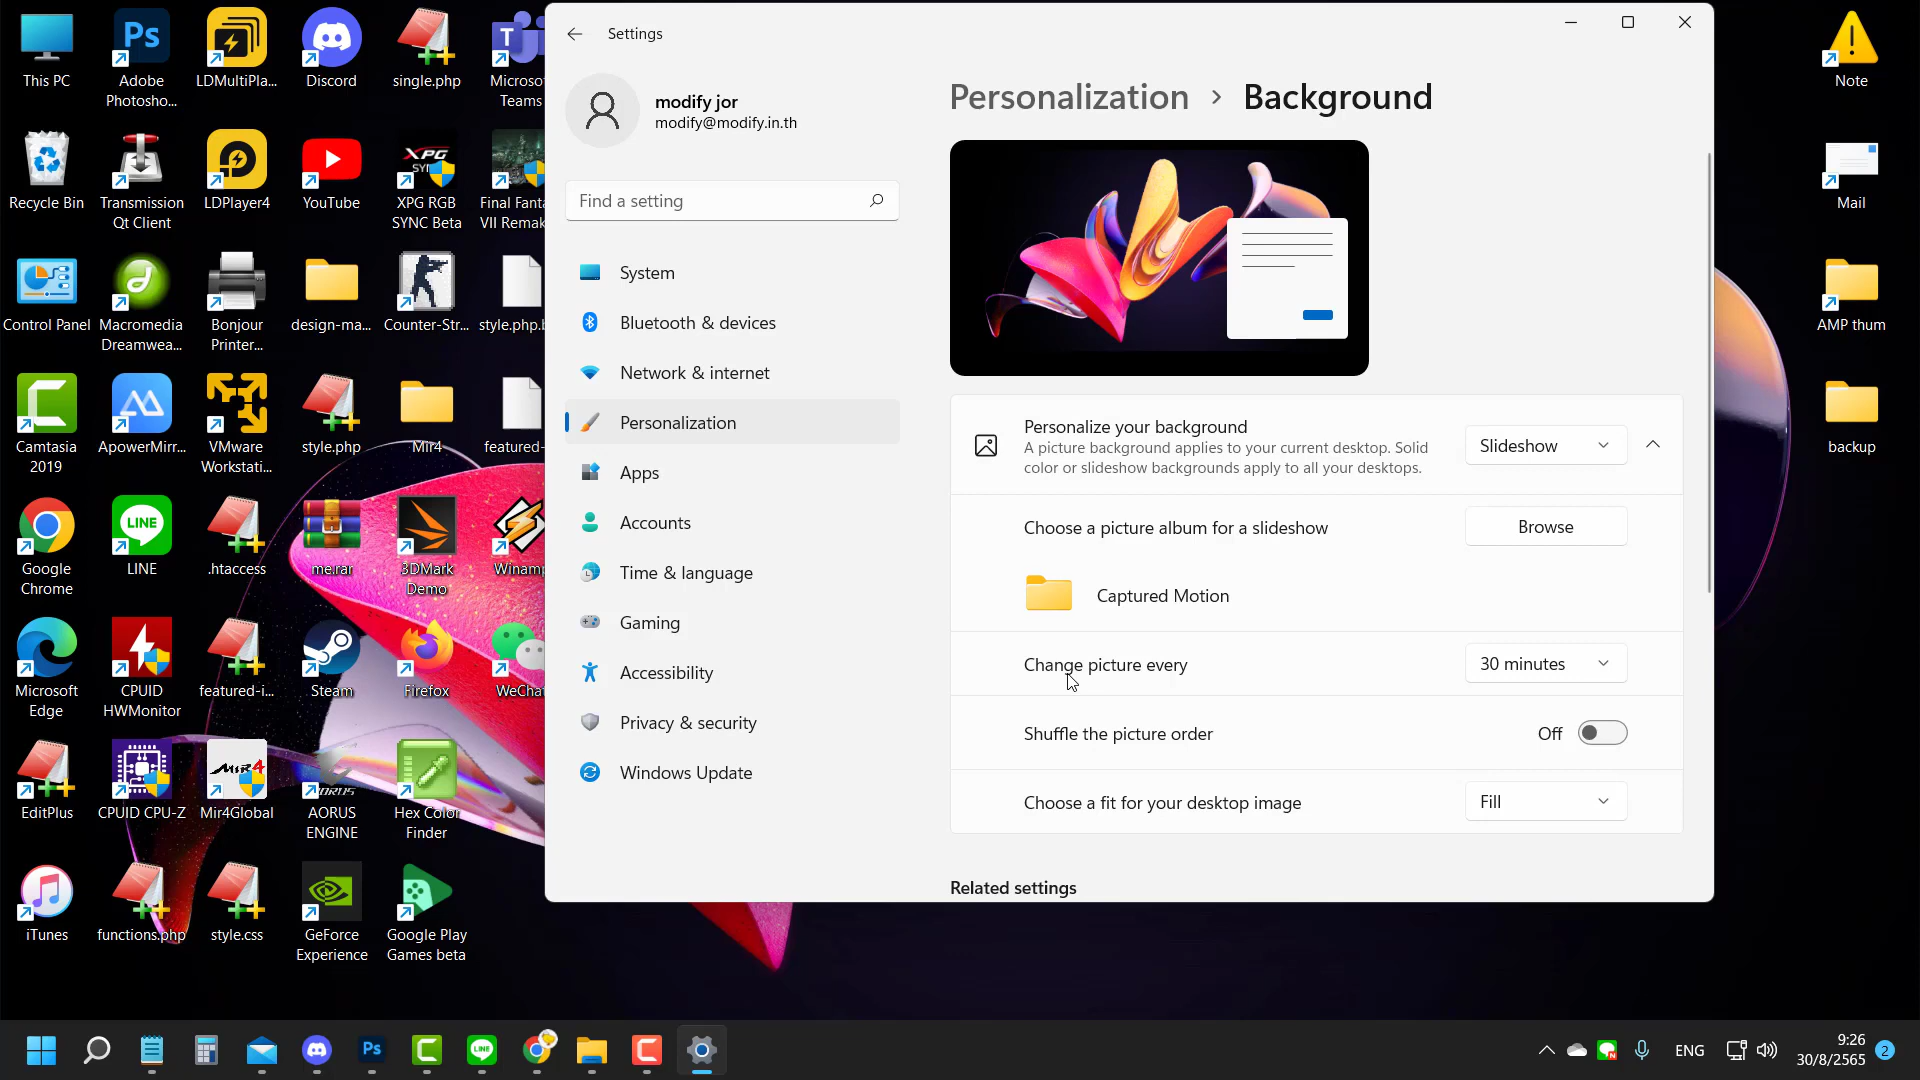 This PC
Adobe
Photosho...
LDMultiPla...
Discord
single.php
Microso
Teams
Recycle Bin
Transmission
Qt Client
LDPlayer4
YouTube
XPG RGB
SYNC Beta
Final Fanta
VII Remak
Control Panel
Macromedia
Dreamwea...
Bonjour
Printer...
design-ma...
Counter-Str...
style.php.b
Camtasia
2019
ApowerMirr...
VMware
Workstati...
style.php
Mir4
featured-
Google
Chrome
LINE
.htaccess
me.rar
3DMark
Demo
Winamp
Microsoft
Edge
CPUID
HWMonitor
featured-i...
Steam
Firefox
WeChat
EditPlus
CPUID CPU-Z
Mir4Global
AORUS
ENGINE
Hex Color
Finder
iTunes
functions.php
style.css
GeForce
Experience
Google Play
Games beta
Settings
modify jor
modify@modify.in.th
Find a setting
System
Bluetooth & devices
Network & internet
Personalization
Apps
Accounts
Time & language
Gaming
Accessibility
Privacy & security
Windows Update
Personalization > Background
Personalize your background
A picture background applies to your current desktop. Solid
color or slideshow backgrounds apply to all your desktops.
Slideshow
Choose a picture album for a slideshow
Browse
Captured Motion
Change picture every
30 minutes
Shuffle the picture order
Off
Choose a fit for your desktop image
Fill
Related settings
Note
Mail
AMP thum
backup
ENG
9:26
30/8/2565
2